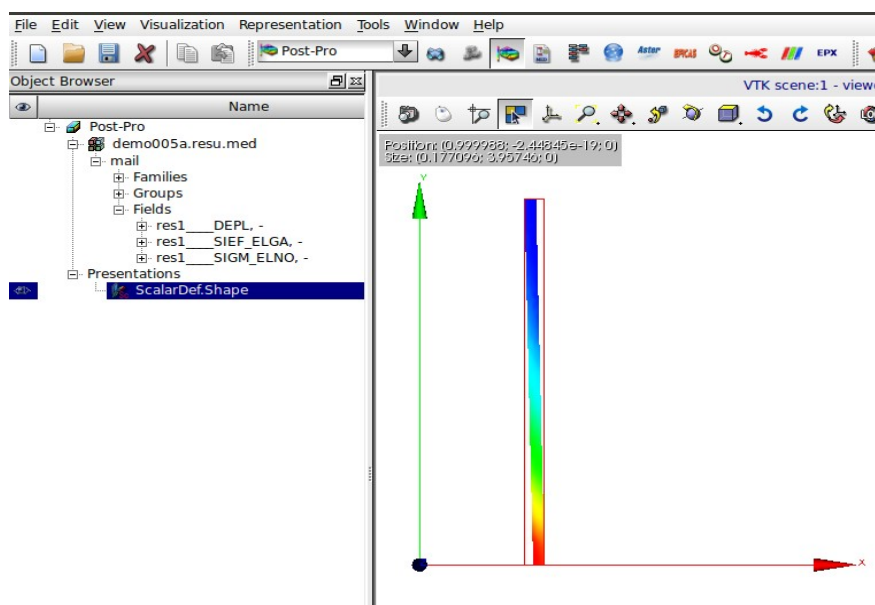 File Edit View Visualization Representation Tools Window Help
Post-Pro
Aster
EPX
Object Browser
VTK scene:1 - viewe
Name
Post-Pro
demo005a.resu.med
mail
Families
Groups
Fields
res1____DEPL, -
res1____SIEF_ELGA, -
res1____SIGM_ELNO, -
Presentations
ScalarDef.Shape
Position: (0.999988; -2.44845e-19; 0)
Size: (0.177096; 3.95746; 0)
Y
X